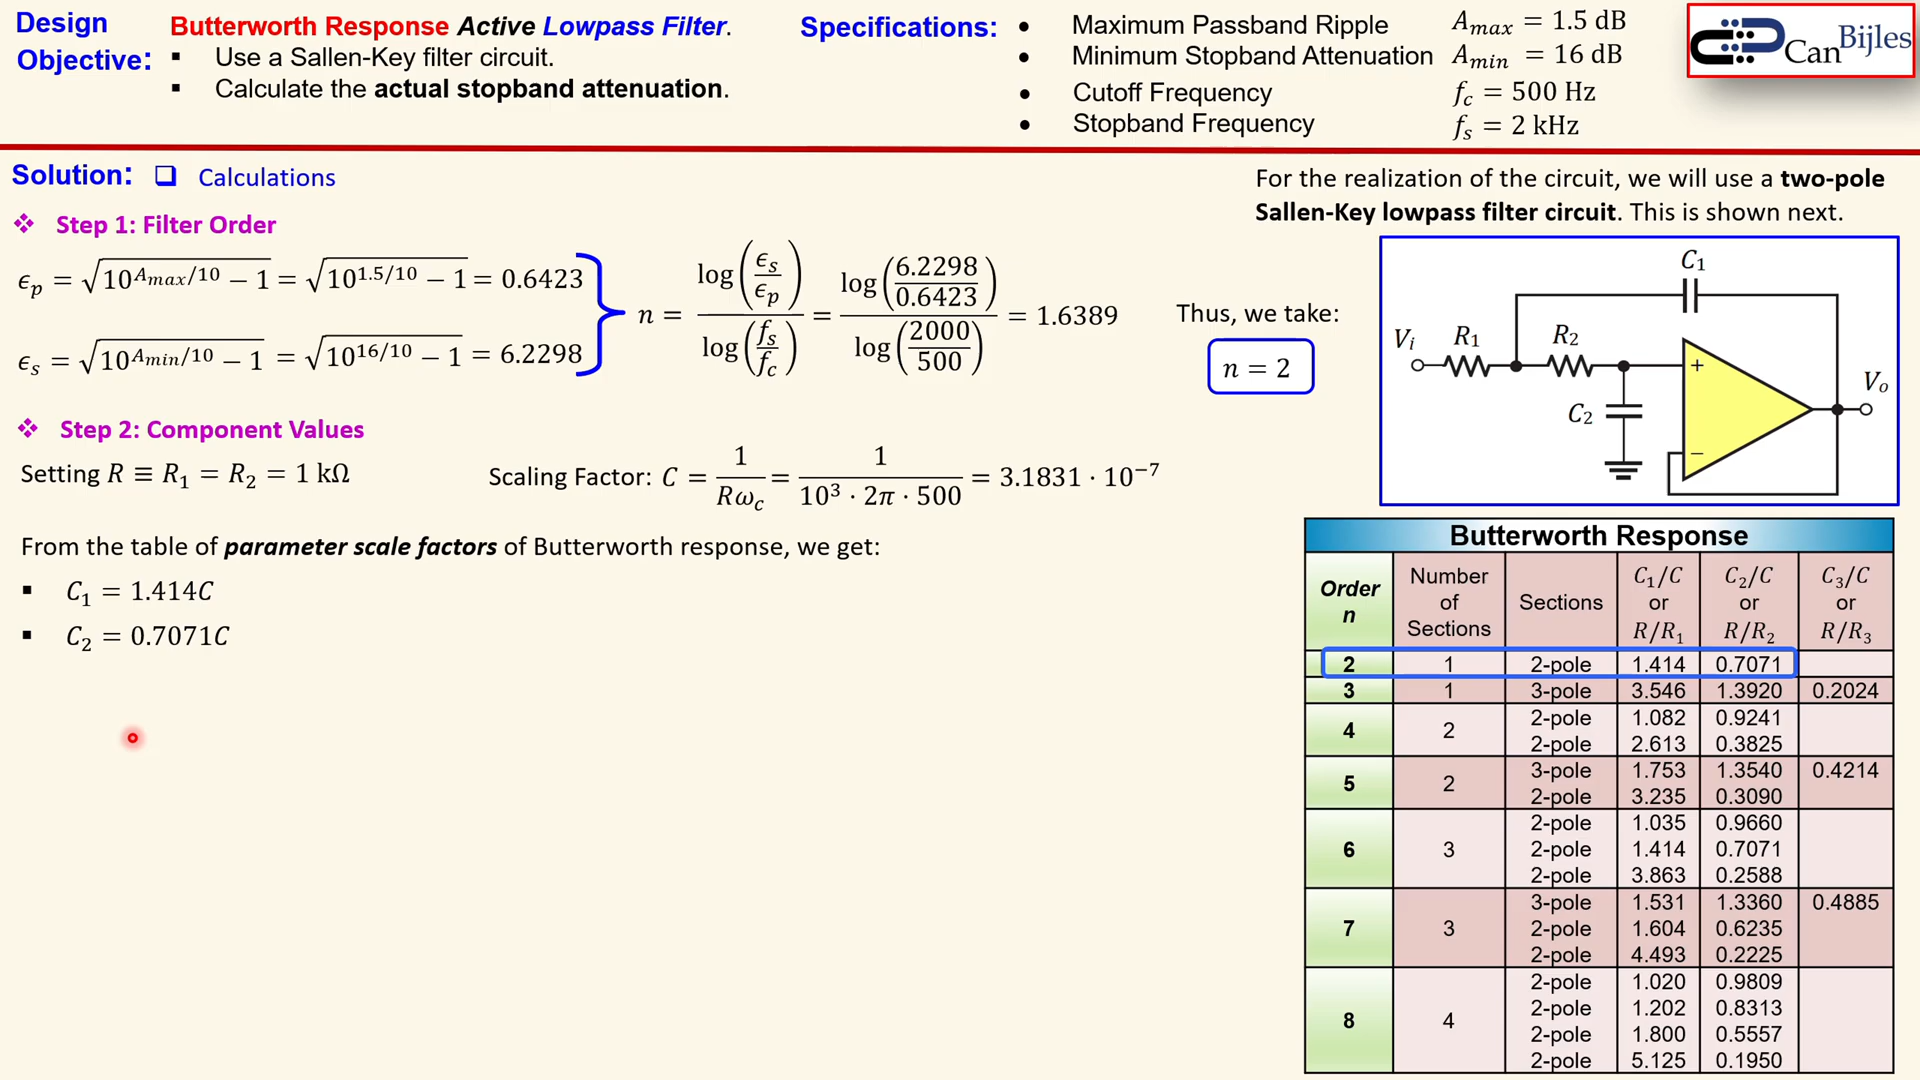 Design Objective:
Butterworth Response Active Lowpass Filter.
▪ Use a Sallen-Key filter circuit.
▪ Calculate the actual stopband attenuation.
Specifications:
• Maximum Passband Ripple A_max = 1.5 dB
• Minimum Stopband Attenuation A_min = 16 dB
• Cutoff Frequency f_c = 500 Hz
• Stopband Frequency f_s = 2 kHz
CanBijles
Solution: ❑ Calculations
❖ Step 1: Filter Order
ϵ_p = √(10^(A_max/10) − 1) = √(10^(1.5/10) − 1) = 0.6423
ϵ_s = √(10^(A_min/10) − 1) = √(10^(16/10) − 1) = 6.2298
n = log(ϵ_s/ϵ_p) / log(f_s/f_c) = log(6.2298/0.6423) / log(2000/500) = 1.6389
Thus, we take:
n = 2
For the realization of the circuit, we will use a two-pole
Sallen-Key lowpass filter circuit. This is shown next.
C₁
V_i R₁ R₂
+
C₂
−
V_o
❖ Step 2: Component Values
Setting R ≡ R₁ = R₂ = 1 kΩ
Scaling Factor: C = 1/(Rω_c) = 1/(10³ · 2π · 500) = 3.1831 · 10⁻⁷
From the table of parameter scale factors of Butterworth response, we get:
▪ C₁ = 1.414C
▪ C₂ = 0.7071C
Butterworth Response
Order n | Number of Sections | Sections | C₁/C or R/R₁ | C₂/C or R/R₂ | C₃/C or R/R₃
2 1 2-pole 1.414 0.7071
3 1 3-pole 3.546 1.3920 0.2024
4 2 2-pole 1.082 0.9241
2-pole 2.613 0.3825
5 2 3-pole 1.753 1.3540 0.4214
2-pole 3.235 0.3090
6 3 2-pole 1.035 0.9660
2-pole 1.414 0.7071
2-pole 3.863 0.2588
7 3 3-pole 1.531 1.3360 0.4885
2-pole 1.604 0.6235
2-pole 4.493 0.2225
8 4 2-pole 1.020 0.9809
2-pole 1.202 0.8313
2-pole 1.800 0.5557
2-pole 5.125 0.1950